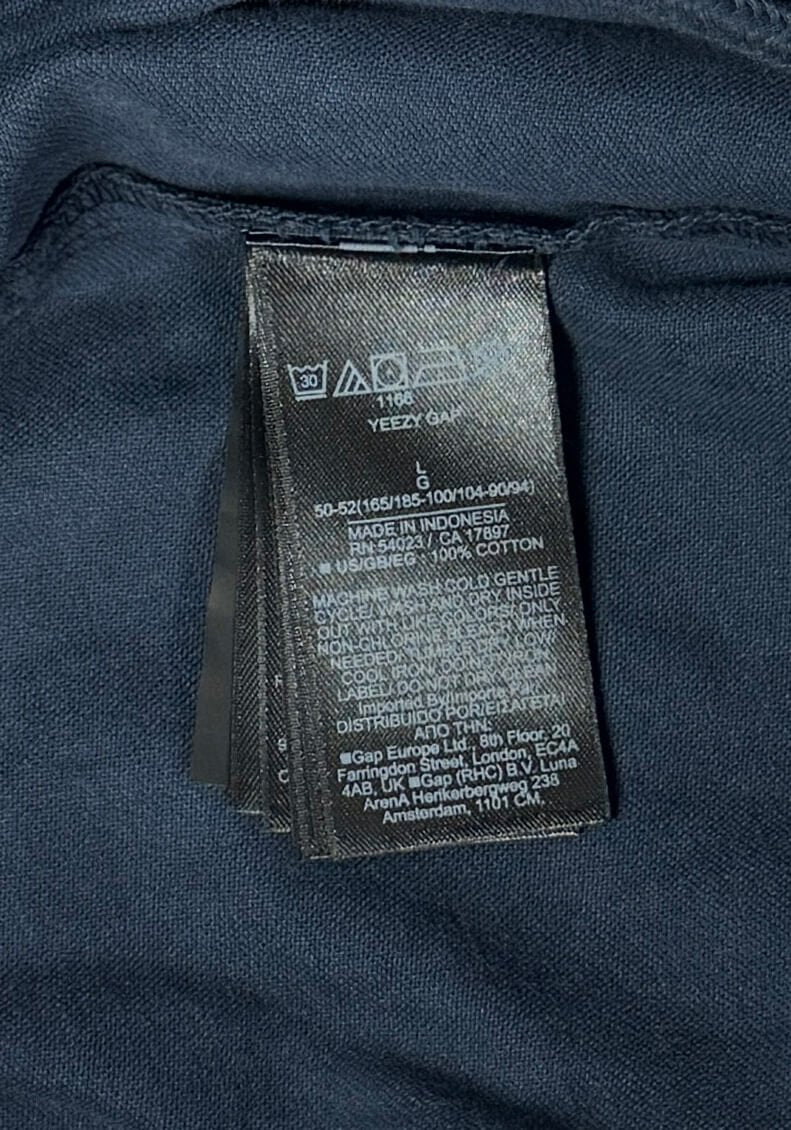 30
1166
YEEZY GAP
L
G
50-52(165/185-100/104-90/94)
MADE IN INDONESIA
RN 54023 / CA 17897
■ US/GB/EG - 100% COTTON
MACHINE WASH COLD GENTLE
CYCLE/ WASH AND DRY INSIDE
OUT WITH LIKE COLORS/ ONLY
NON-CHLORINE BLEACH WHEN
NEEDED/ TUMBLE DRY LOW/
COOL IRON/ DO NOT IRON
LABEL/ DO NOT DRY CLEAN
Imported By/Importé Par/
DISTRIBUIDO POR/ΕΙΣΑΓΕΤΑΙ
ΑΠΟ ΤΗΝ:
■Gap Europe Ltd., 8th Floor, 20
Farringdon Street, London, EC4A
4AB, UK ■Gap (RHC) B.V. Luna
ArenA Herikerbergweg 238
Amsterdam, 1101 CM,